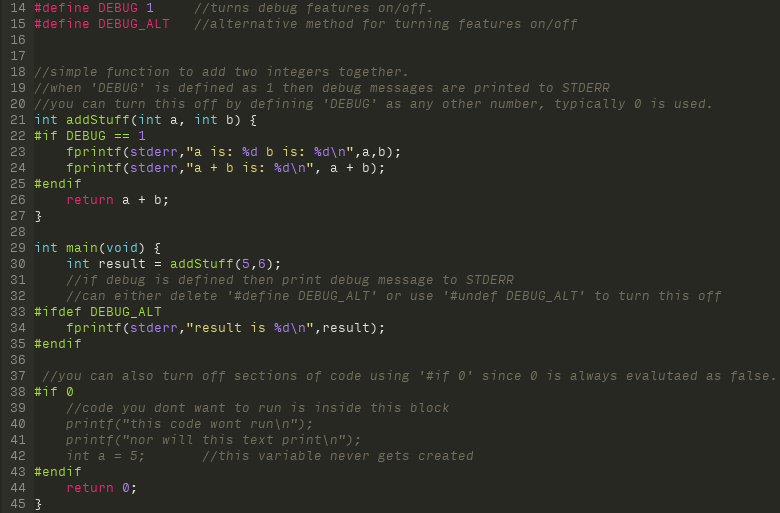 14 #define DEBUG 1     //turns debug features on/off.
15 #define DEBUG_ALT   //alternative method for turning features on/off
16
17
18 //simple function to add two integers together.
19 //when 'DEBUG' is defined as 1 then debug messages are printed to STDERR
20 //you can turn this off by defining 'DEBUG' as any other number, typically 0 is used.
21 int addStuff(int a, int b) {
22 #if DEBUG == 1
23     fprintf(stderr,"a is: %d b is: %d\n",a,b);
24     fprintf(stderr,"a + b is: %d\n", a + b);
25 #endif
26     return a + b;
27 }
28
29 int main(void) {
30     int result = addStuff(5,6);
31     //if debug is defined then print debug message to STDERR
32     //can either delete '#define DEBUG_ALT' or use '#undef DEBUG_ALT' to turn this off
33 #ifdef DEBUG_ALT
34     fprintf(stderr,"result is %d\n",result);
35 #endif
36
37  //you can also turn off sections of code using '#if 0' since 0 is always evalutaed as false.
38 #if 0
39     //code you dont want to run is inside this block
40     printf("this code wont run\n");
41     printf("nor will this text print\n");
42     int a = 5;       //this variable never gets created
43 #endif
44     return 0;
45 }